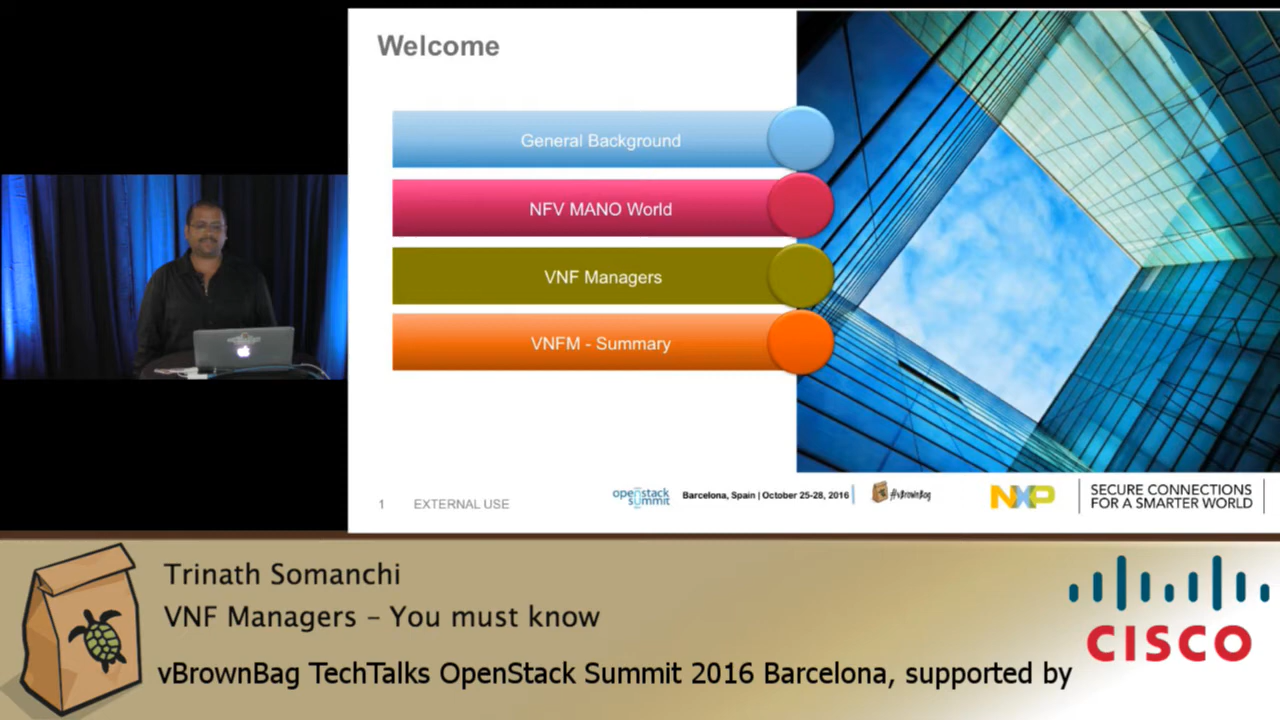 Welcome
General Background
NFV MANO World
VNF Managers
VNFM - Summary
1 EXTERNAL USE
openstack summit
Barcelona, Spain | October 25-28, 2016
#vBrownBag
NXP
SECURE CONNECTIONS
FOR A SMARTER WORLD
Trinath Somanchi
VNF Managers – You must know
vBrownBag TechTalks OpenStack Summit 2016 Barcelona, supported by
CISCO